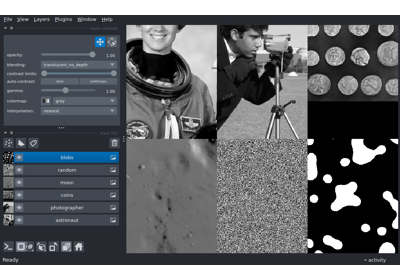 File View Layers Plugins Window Help
opacity: 1.00
blending: translucent_no_depth
contrast limits:
auto-contrast: once continuous
gamma: 1.00
colormap: gray
interpolation: nearest
blobs
random
moon
coins
photographer
astronaut
Ready activity